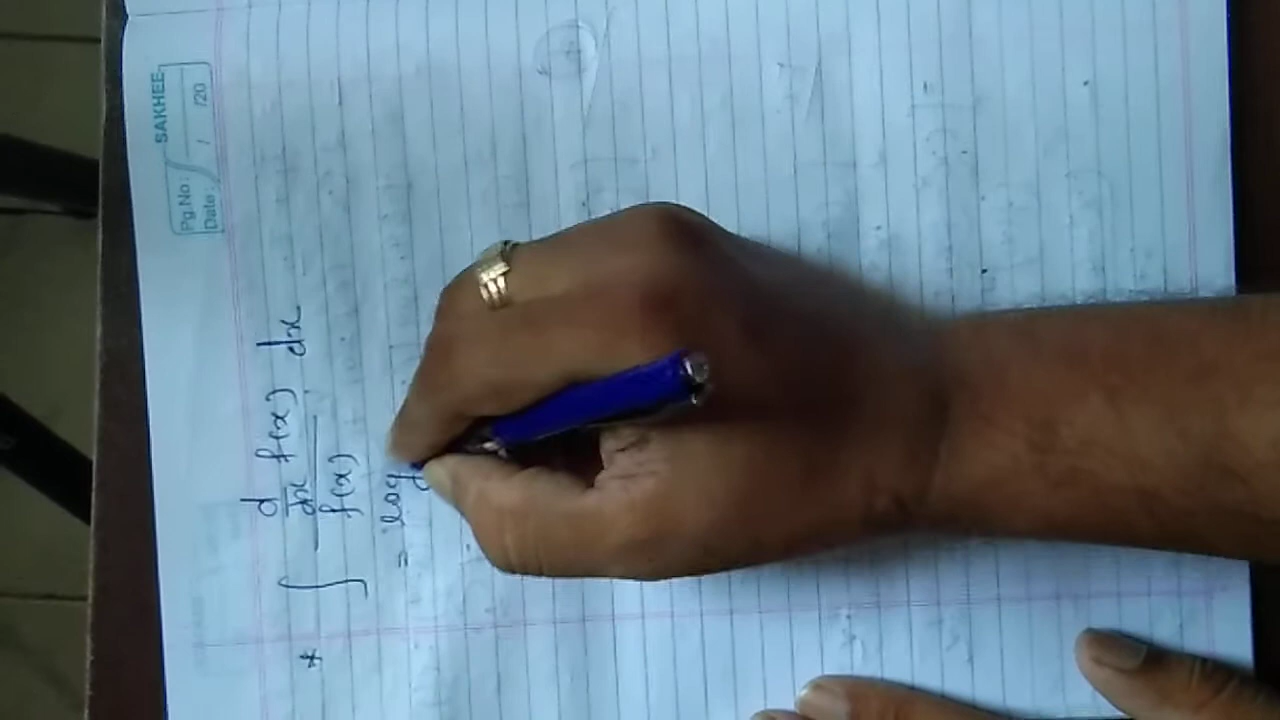 SAKHEE
Pg.No:
Date: / /20
d
* ∫ dx f(x) dx
f(x)
= log